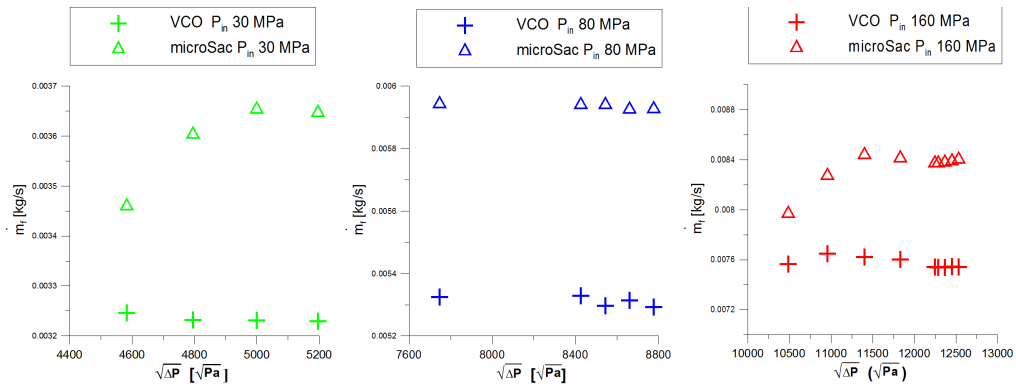 VCO P_in 30 MPa
microSac P_in 30 MPa
0.0037
0.0036
0.0035
0.0034
0.0033
0.0032
4400 4600 4800 5000 5200
ṁ_f [kg/s]
√ΔP [√Pa]
VCO P_in 80 MPa
microSac P_in 80 MPa
0.006
0.0058
0.0056
0.0054
0.0052
7600 8000 8400 8800
ṁ_f [kg/s]
√ΔP [√Pa]
VCO P_in 160 MPa
microSac P_in 160 MPa
0.0088
0.0084
0.008
0.0076
0.0072
10000 10500 11000 11500 12000 12500 13000
ṁ_f [kg/s]
√ΔP (√Pa)